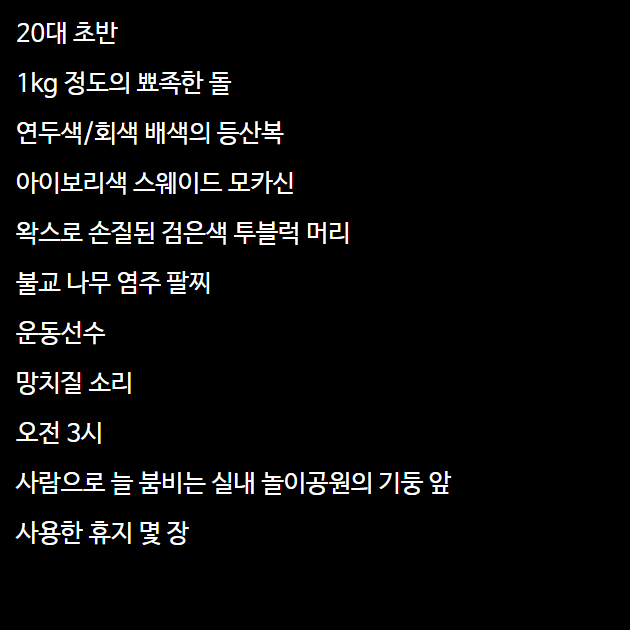 20대 초반
1kg 정도의 뾰족한 돌
연두색/회색 배색의 등산복
아이보리색 스웨이드 모카신
왁스로 손질된 검은색 투블럭 머리
불교 나무 염주 팔찌
운동선수
망치질 소리
오전 3시
사람으로 늘 붐비는 실내 놀이공원의 기둥 앞
사용한 휴지 몇 장